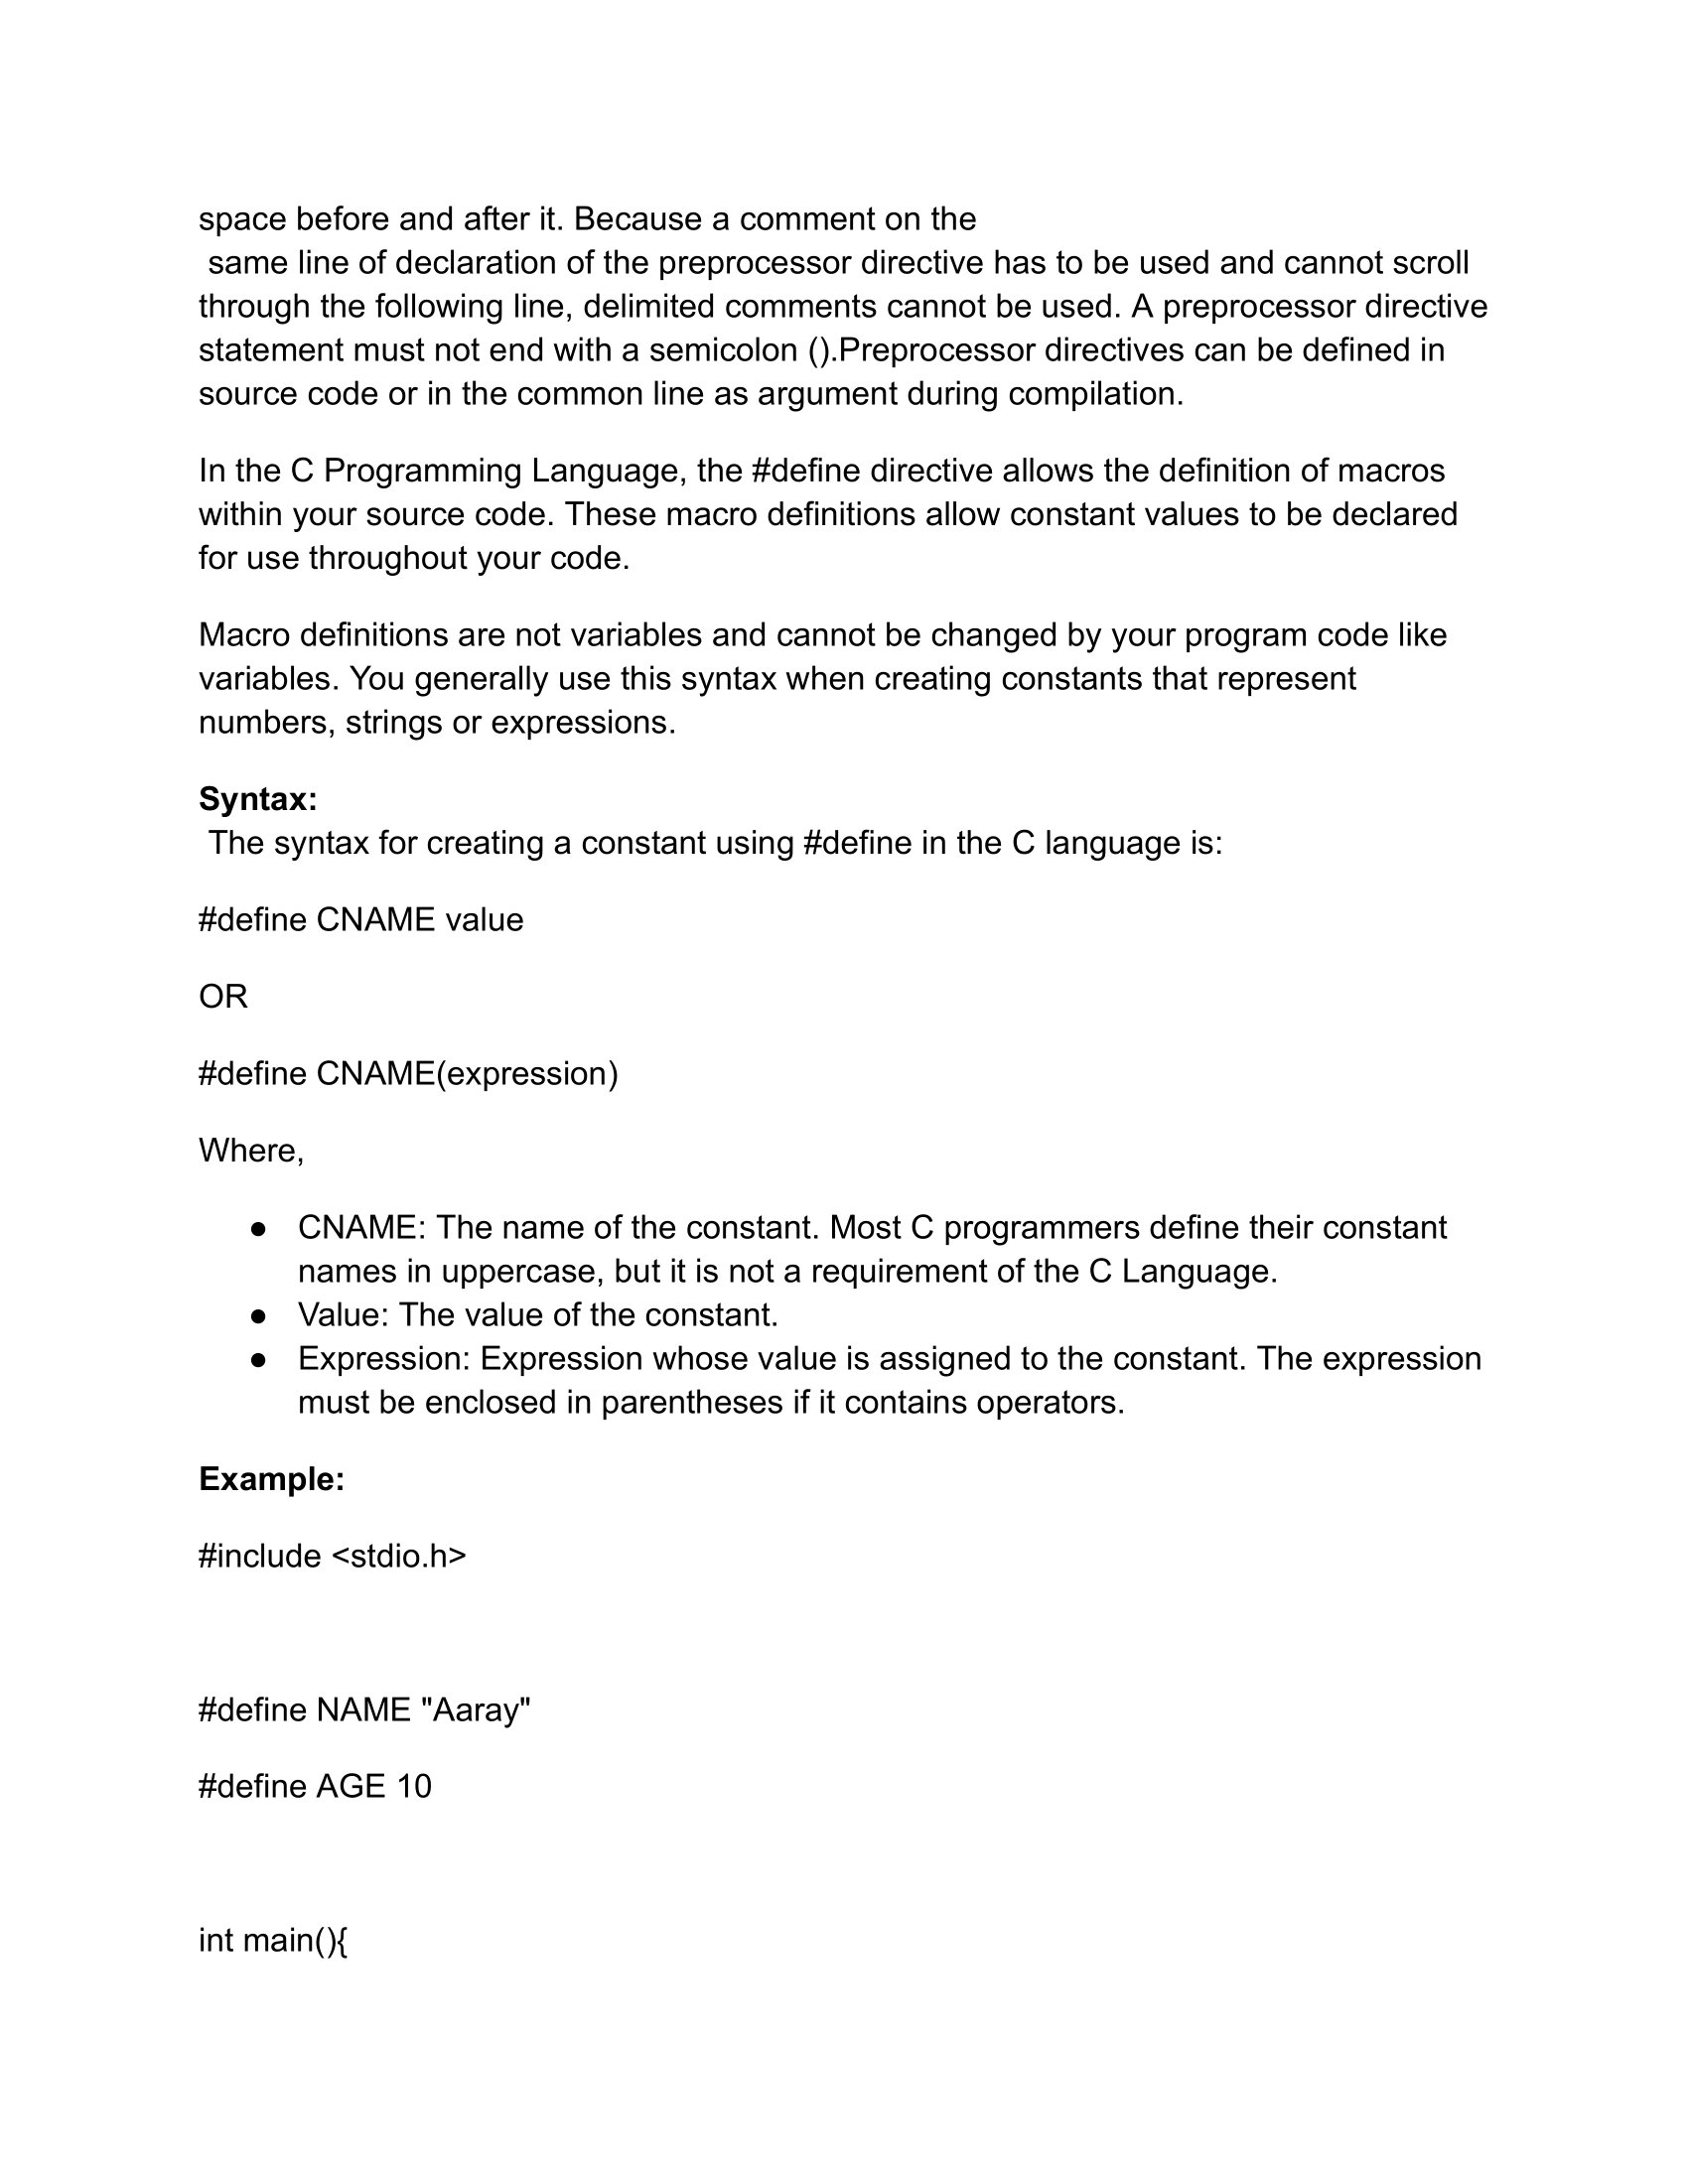 space before and after it. Because a comment on the
same line of declaration of the preprocessor directive has to be used and cannot scroll
through the following line, delimited comments cannot be used. A preprocessor directive
statement must not end with a semicolon ().Preprocessor directives can be defined in
source code or in the common line as argument during compilation.
In the C Programming Language, the #define directive allows the definition of macros
within your source code. These macro definitions allow constant values to be declared
for use throughout your code.
Macro definitions are not variables and cannot be changed by your program code like
variables. You generally use this syntax when creating constants that represent
numbers, strings or expressions.
Syntax:
The syntax for creating a constant using #define in the C language is:
#define CNAME value
OR
#define CNAME(expression)
Where,
● CNAME: The name of the constant. Most C programmers define their constant
names in uppercase, but it is not a requirement of the C Language.
● Value: The value of the constant.
● Expression: Expression whose value is assigned to the constant. The expression
must be enclosed in parentheses if it contains operators.
Example:
#include <stdio.h>
#define NAME "Aaray"
#define AGE 10
int main(){